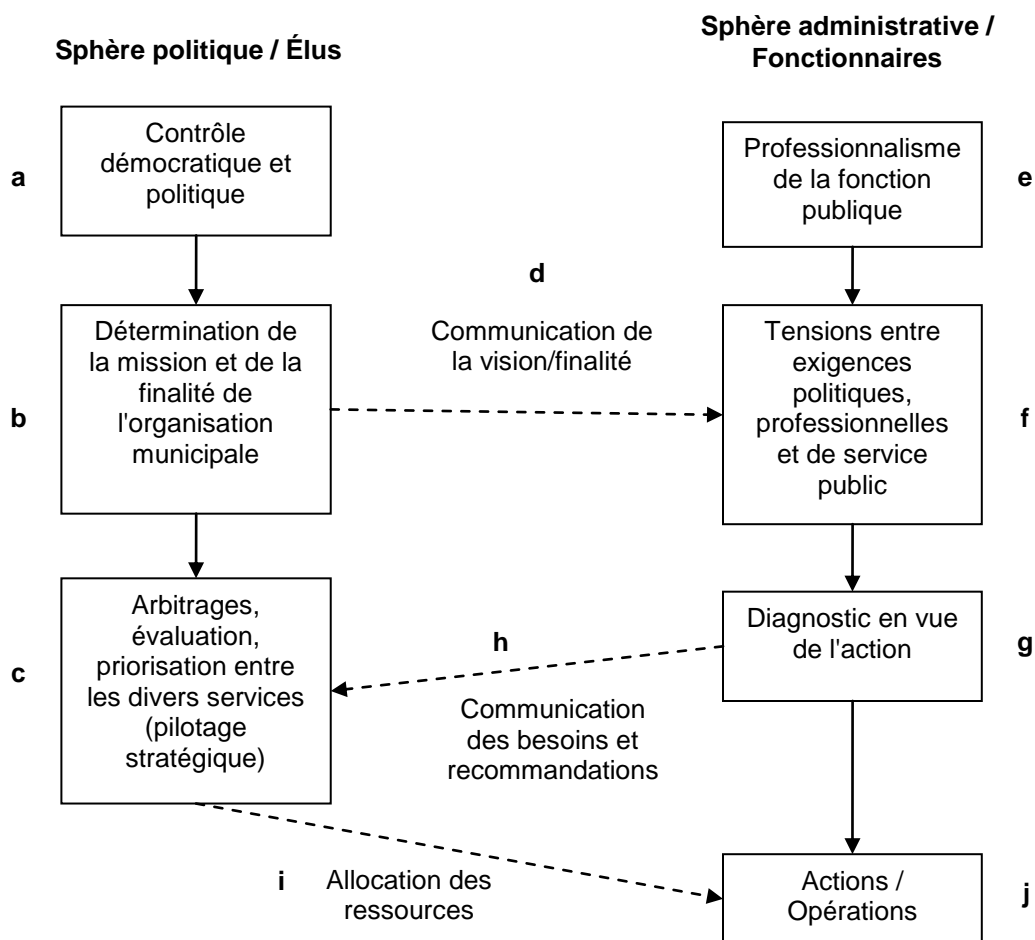 Sphère politique / Élus
Sphère administrative /
Fonctionnaires
a
Contrôle
démocratique et
politique
Professionnalisme
de la fonction
publique
e
d
Communication de
la vision/finalité
b
Détermination de
la mission et de la
finalité de
l'organisation
municipale
Tensions entre
exigences
politiques,
professionnelles
et de service
public
f
c
Arbitrages,
évaluation,
priorisation entre
les divers services
(pilotage
stratégique)
h
Communication
des besoins et
recommandations
Diagnostic en vue
de l'action
g
i
Allocation des
ressources
Actions /
Opérations
j